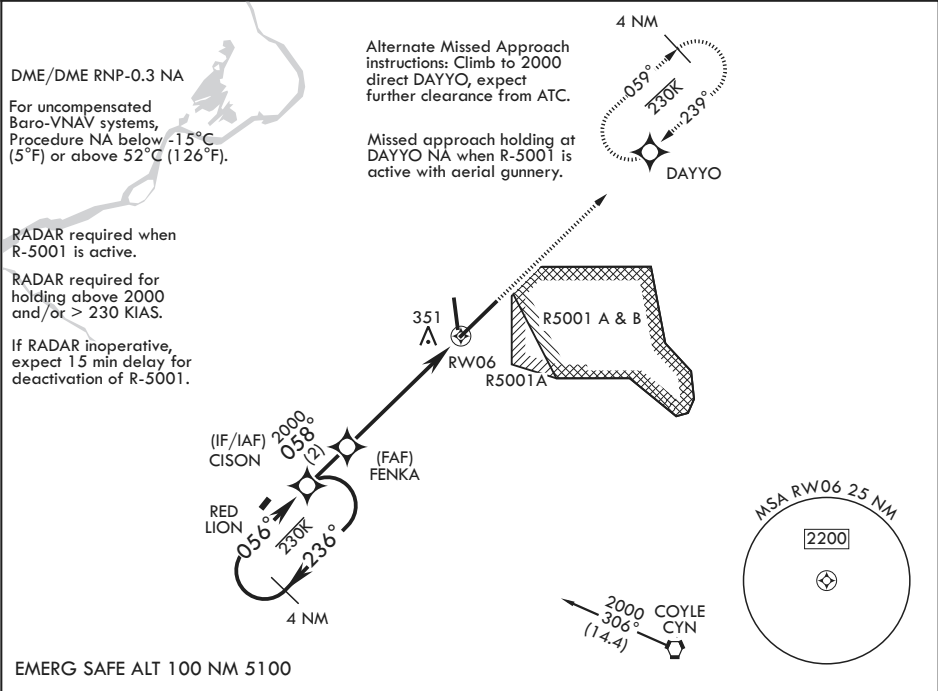 4 NM
Alternate Missed Approach
instructions: Climb to 2000
direct DAYYO, expect
further clearance from ATC.
DME/DME RNP-0.3 NA
For uncompensated
Baro-VNAV systems,
Procedure NA below -15°C
(5°F) or above 52°C (126°F).
059°
230K
239°
Missed approach holding at
DAYYO NA when R-5001 is
active with aerial gunnery.
DAYYO
RADAR required when
R-5001 is active.
RADAR required for
holding above 2000
and/or > 230 KIAS.
If RADAR inoperative,
expect 15 min delay for
deactivation of R-5001.
351
R5001 A & B
RW06
R5001A
(IF/IAF)
CISON
2000
058°
(2)
(FAF)
FENKA
RED
LION
056°
230K
236°
4 NM
MSA RW06 25 NM
2200
2000
306°
(14.4)
COYLE
CYN
EMERG SAFE ALT 100 NM 5100